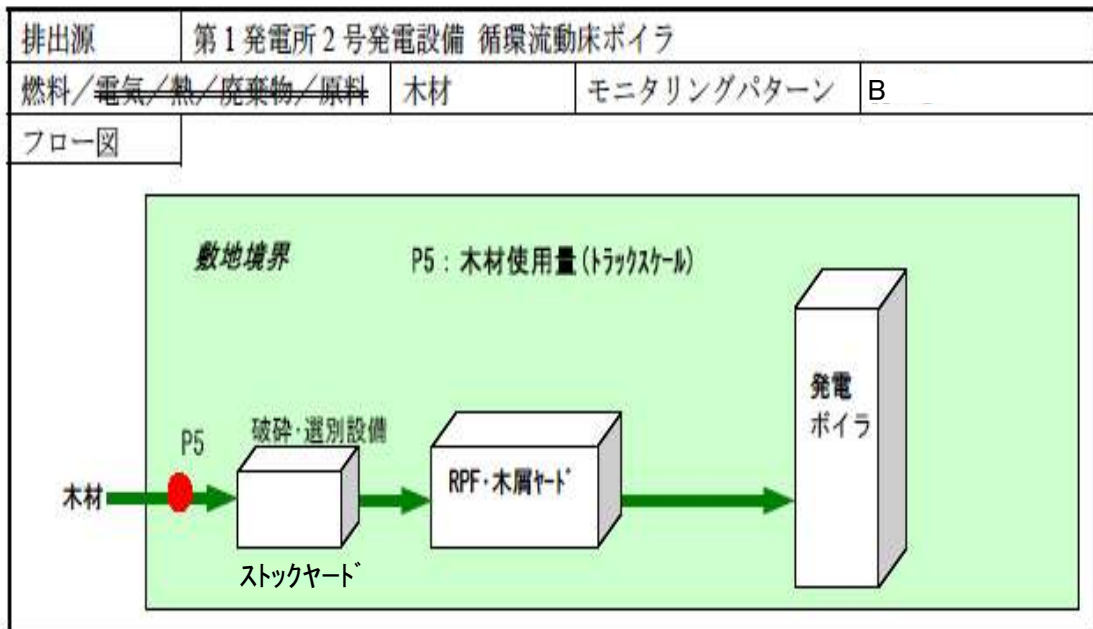 排出源 第1発電所2号発電設備 循環流動床ボイラ
燃料／電気／熱／廃棄物／原料 木材 モニタリングパターン B
フロー図
敷地境界 P5：木材使用量(ﾄﾗｯｸｽｹｰﾙ)
発電
ボイラ
P5 破砕・選別設備
木材
RPF・木屑ﾔｰﾄﾞ
ストックヤｰﾄﾞ